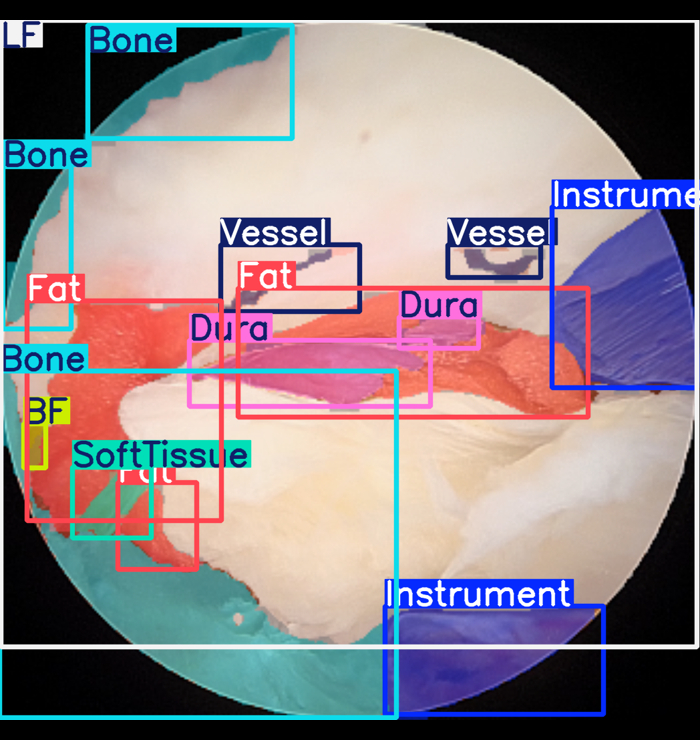 LF
Bone
Bone
Instrume
Vessel
Vessel
Fat
Fat
Dura
Dura
Bone
BF
SoftTissue
Fat
Instrument